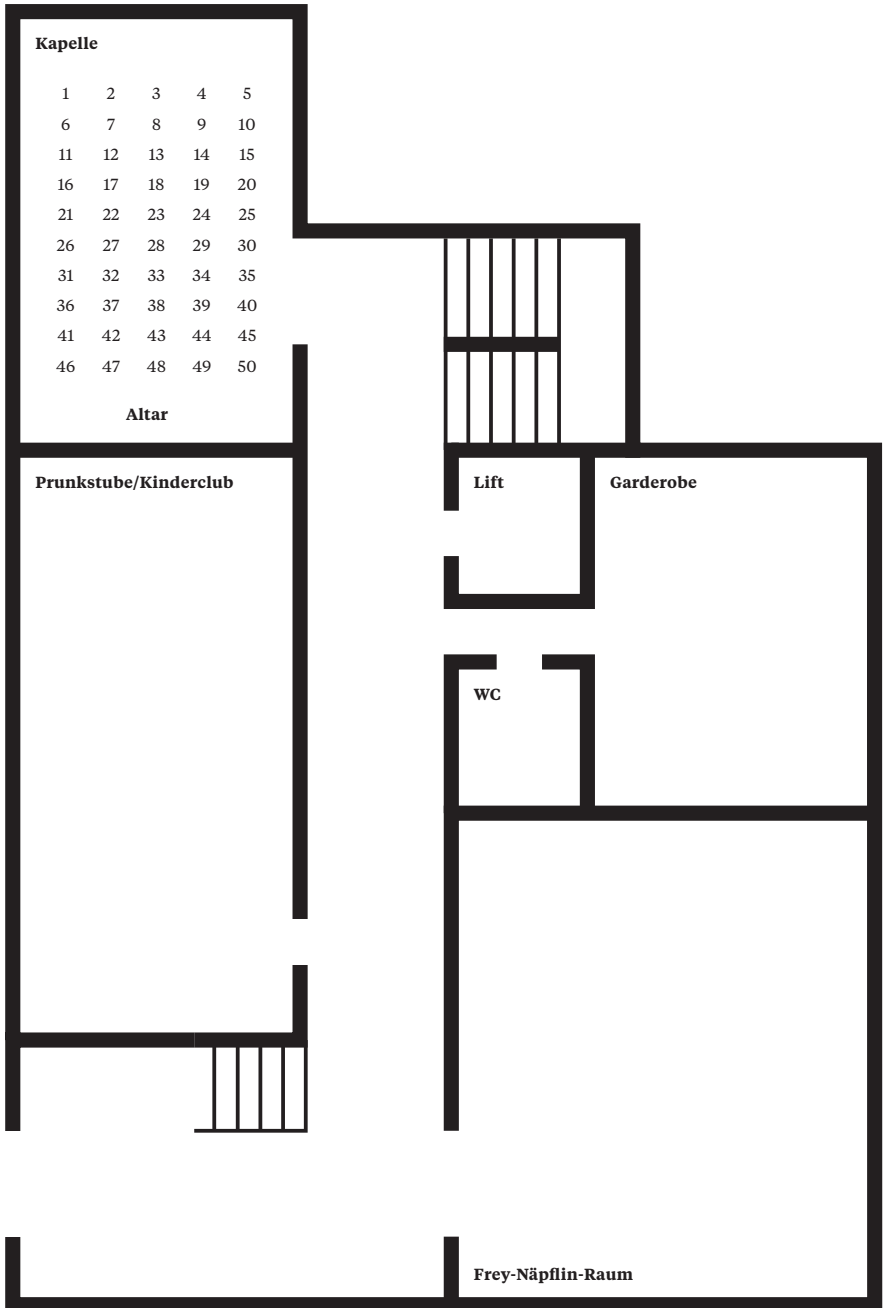 Kapelle
1 2 3 4 5
6 7 8 9 10
11 12 13 14 15
16 17 18 19 20
21 22 23 24 25
26 27 28 29 30
31 32 33 34 35
36 37 38 39 40
41 42 43 44 45
46 47 48 49 50
Altar
Prunkstube/Kinderclub
Lift
Garderobe
WC
Frey-Näpflin-Raum